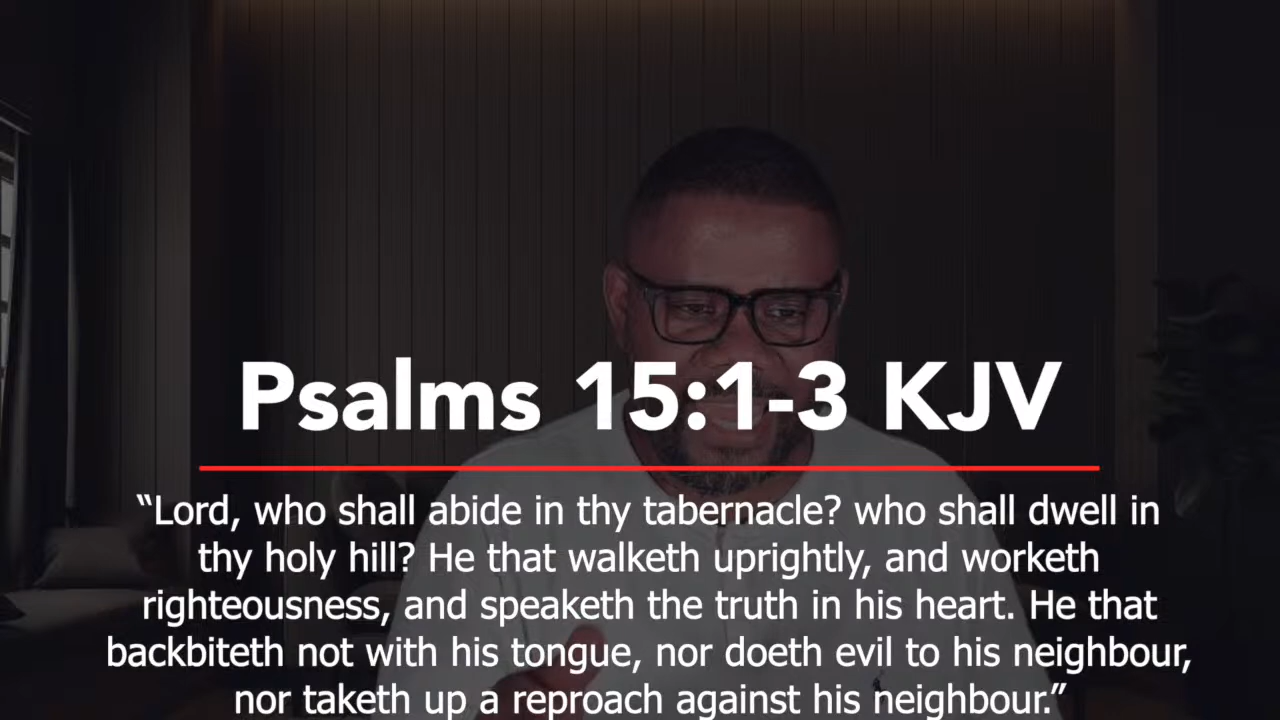 Psalms 15:1-3 KJV
“Lord, who shall abide in thy tabernacle? who shall dwell in
thy holy hill? He that walketh uprightly, and worketh
righteousness, and speaketh the truth in his heart. He that
backbiteth not with his tongue, nor doeth evil to his neighbour,
nor taketh up a reproach against his neighbour.”